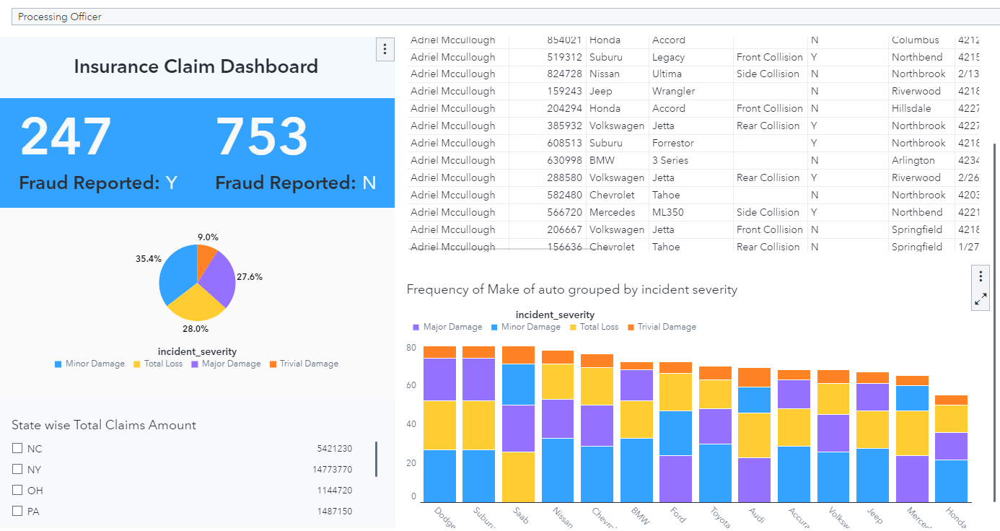 Processing Officer
Insurance Claim Dashboard
247
Fraud Reported: Y
753
Fraud Reported: N
9.0%
35.4%
27.6%
28.0%
incident_severity
Minor Damage Total Loss Major Damage Trivial Damage
State wise Total Claims Amount
NC 5421230
NY 14773770
OH 1144720
PA 1487150
Adriel Mccullough 854021 Honda Accord N Columbus 4212
Adriel Mccullough 519312 Suburu Legacy Front Collision Y Northbend 4215
Adriel Mccullough 824728 Nissan Ultima Side Collision N Northbrook 2/13
Adriel Mccullough 159243 Jeep Wrangler N Riverwood 4218
Adriel Mccullough 204294 Honda Accord Front Collision N Hillsdale 4227
Adriel Mccullough 385932 Volkswagen Jetta Rear Collision Y Northbrook 4227
Adriel Mccullough 608513 Suburu Forrestor Y Northbrook 4218
Adriel Mccullough 630998 BMW 3 Series N Arlington 4234
Adriel Mccullough 288580 Volkswagen Jetta Rear Collision Y Riverwood 2/26
Adriel Mccullough 582480 Chevrolet Tahoe N Northbrook 4203
Adriel Mccullough 566720 Mercedes ML350 Side Collision Y Northbend 4221
Adriel Mccullough 206667 Volkswagen Jetta Front Collision N Springfield 4218
Adriel Mccullough 156636 Chevrolet Tahoe Rear Collision N Springfield 1/27
Frequency of Make of auto grouped by incident severity
incident_severity
Major Damage Minor Damage Total Loss Trivial Damage
80
60
40
20
0
Dodge Suburu Saab Nissan Chevro BMW Ford Toyota Audi Accura Volksw Jeep Merced Honda